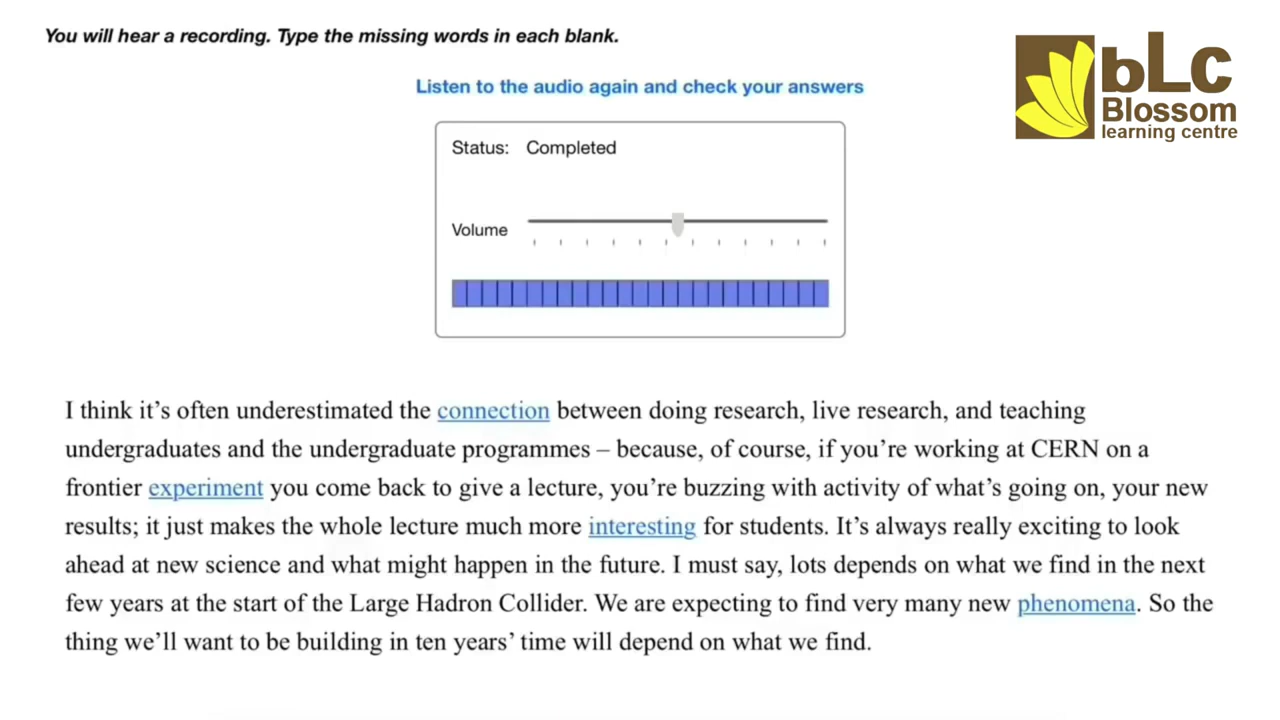 You will hear a recording. Type the missing words in each blank.
Listen to the audio again and check your answers
bLc
Blossom
learning centre
Status: Completed
Volume
I think it’s often underestimated the connection between doing research, live research, and teaching
undergraduates and the undergraduate programmes – because, of course, if you’re working at CERN on a
frontier experiment you come back to give a lecture, you’re buzzing with activity of what’s going on, your new
results; it just makes the whole lecture much more interesting for students. It’s always really exciting to look
ahead at new science and what might happen in the future. I must say, lots depends on what we find in the next
few years at the start of the Large Hadron Collider. We are expecting to find very many new phenomena. So the
thing we’ll want to be building in ten years’ time will depend on what we find.